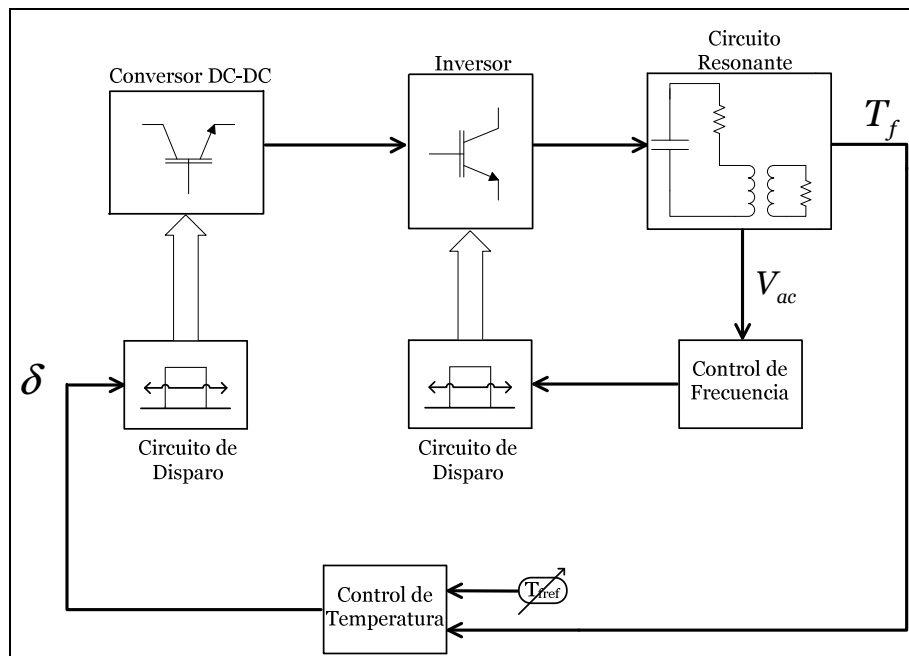 Circuito
Resonante
Conversor DC-DC
Inversor
T_f
V_ac
δ
Control de
Frecuencia
Circuito de
Disparo
Circuito de
Disparo
Control de
Temperatura
T_fref